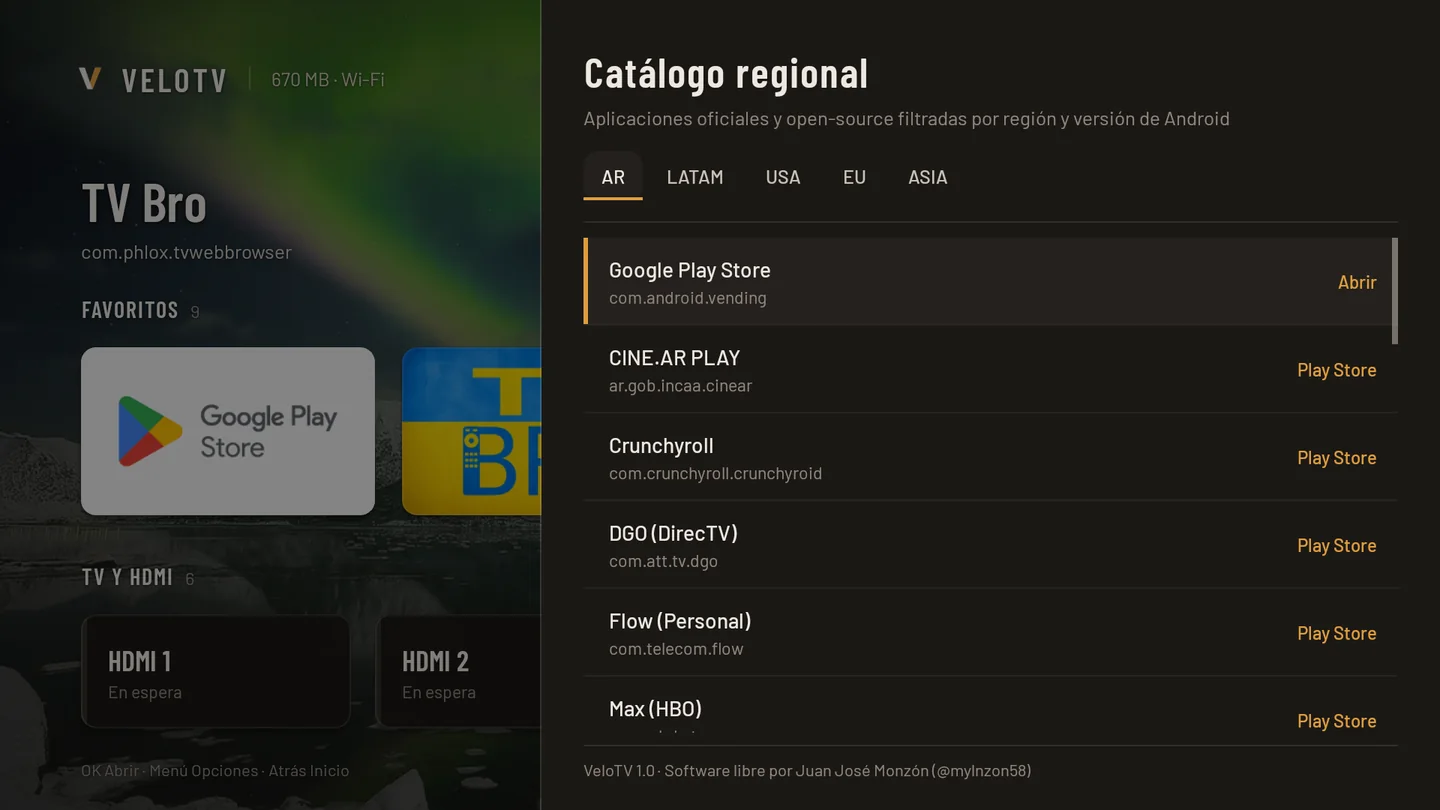 VELOTV
670 MB · Wi-Fi
TV Bro
com.phlox.tvwebbrowser
FAVORITOS 9
Google Play
Store
TV Y HDMI 6
HDMI 1
En espera
HDMI 2
En espera
OK Abrir · Menú Opciones · Atrás Inicio
Catálogo regional
Aplicaciones oficiales y open-source filtradas por región y versión de Android
AR LATAM USA EU ASIA
Google Play Store
com.android.vending
Abrir
CINE.AR PLAY
ar.gob.incaa.cinear
Play Store
Crunchyroll
com.crunchyroll.crunchyroid
Play Store
DGO (DirecTV)
com.att.tv.dgo
Play Store
Flow (Personal)
com.telecom.flow
Play Store
Max (HBO)
Play Store
VeloTV 1.0 · Software libre por Juan José Monzón (@mylnzon58)